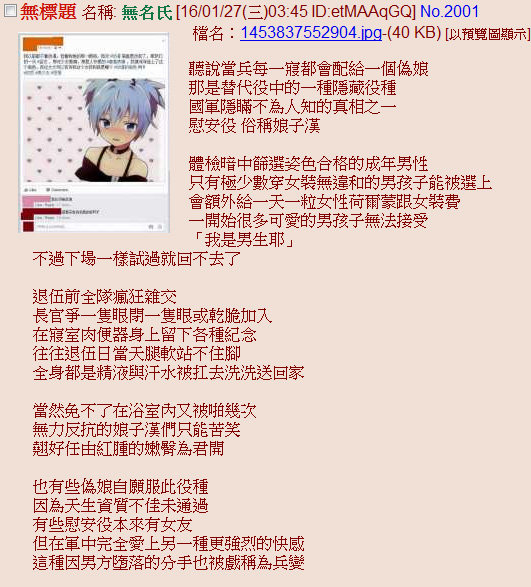 無標題 名稱: 無名氏 [16/01/27(三)03:45 ID:etMAAqGQ] No.2001
檔名：1453837552904.jpg-(40 KB) [以預覽圖顯示]
聽說當兵每一寢都會配給一個偽娘
那是替代役中的一種隱藏役種
國軍隱瞞不為人知的真相之一
慰安役 俗稱娘子漢
體檢暗中篩選姿色合格的成年男性
只有極少數穿女裝無違和的男孩子能被選上
會額外給一天一粒女性荷爾蒙跟女裝費
一開始很多可愛的男孩子無法接受
「我是男生耶」
不過下場一樣試過就回不去了
退伍前全隊瘋狂雜交
長官爭一隻眼閉一隻眼或乾脆加入
在寢室肉便器身上留下各種紀念
往往退伍日當天腿軟站不住腳
全身都是精液與汗水被扛去洗洗送回家
當然免不了在浴室內又被啪幾次
無力反抗的娘子漢們只能苦笑
翹好任由紅腫的嫩臀為君開
也有些偽娘自願服此役種
因為天生資質不佳未通過
有些慰安役本來有女友
但在軍中完全愛上另一種更強烈的快感
這種因男方墮落的分手也被戲稱為兵變